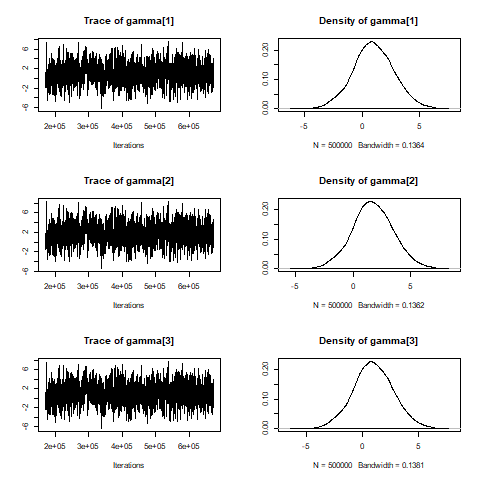 Trace of gamma[1]
Density of gamma[1]
6
2
-2
-6
2e+05 3e+05 4e+05 5e+05 6e+05
Iterations
0.20
0.10
0.00
-5 0 5
N = 500000 Bandwidth = 0.1364
Trace of gamma[2]
Density of gamma[2]
6
2
-2
-6
2e+05 3e+05 4e+05 5e+05 6e+05
Iterations
0.20
0.10
0.00
-5 0 5
N = 500000 Bandwidth = 0.1362
Trace of gamma[3]
Density of gamma[3]
6
2
-2
-6
2e+05 3e+05 4e+05 5e+05 6e+05
Iterations
0.20
0.10
0.00
-5 0 5
N = 500000 Bandwidth = 0.1381